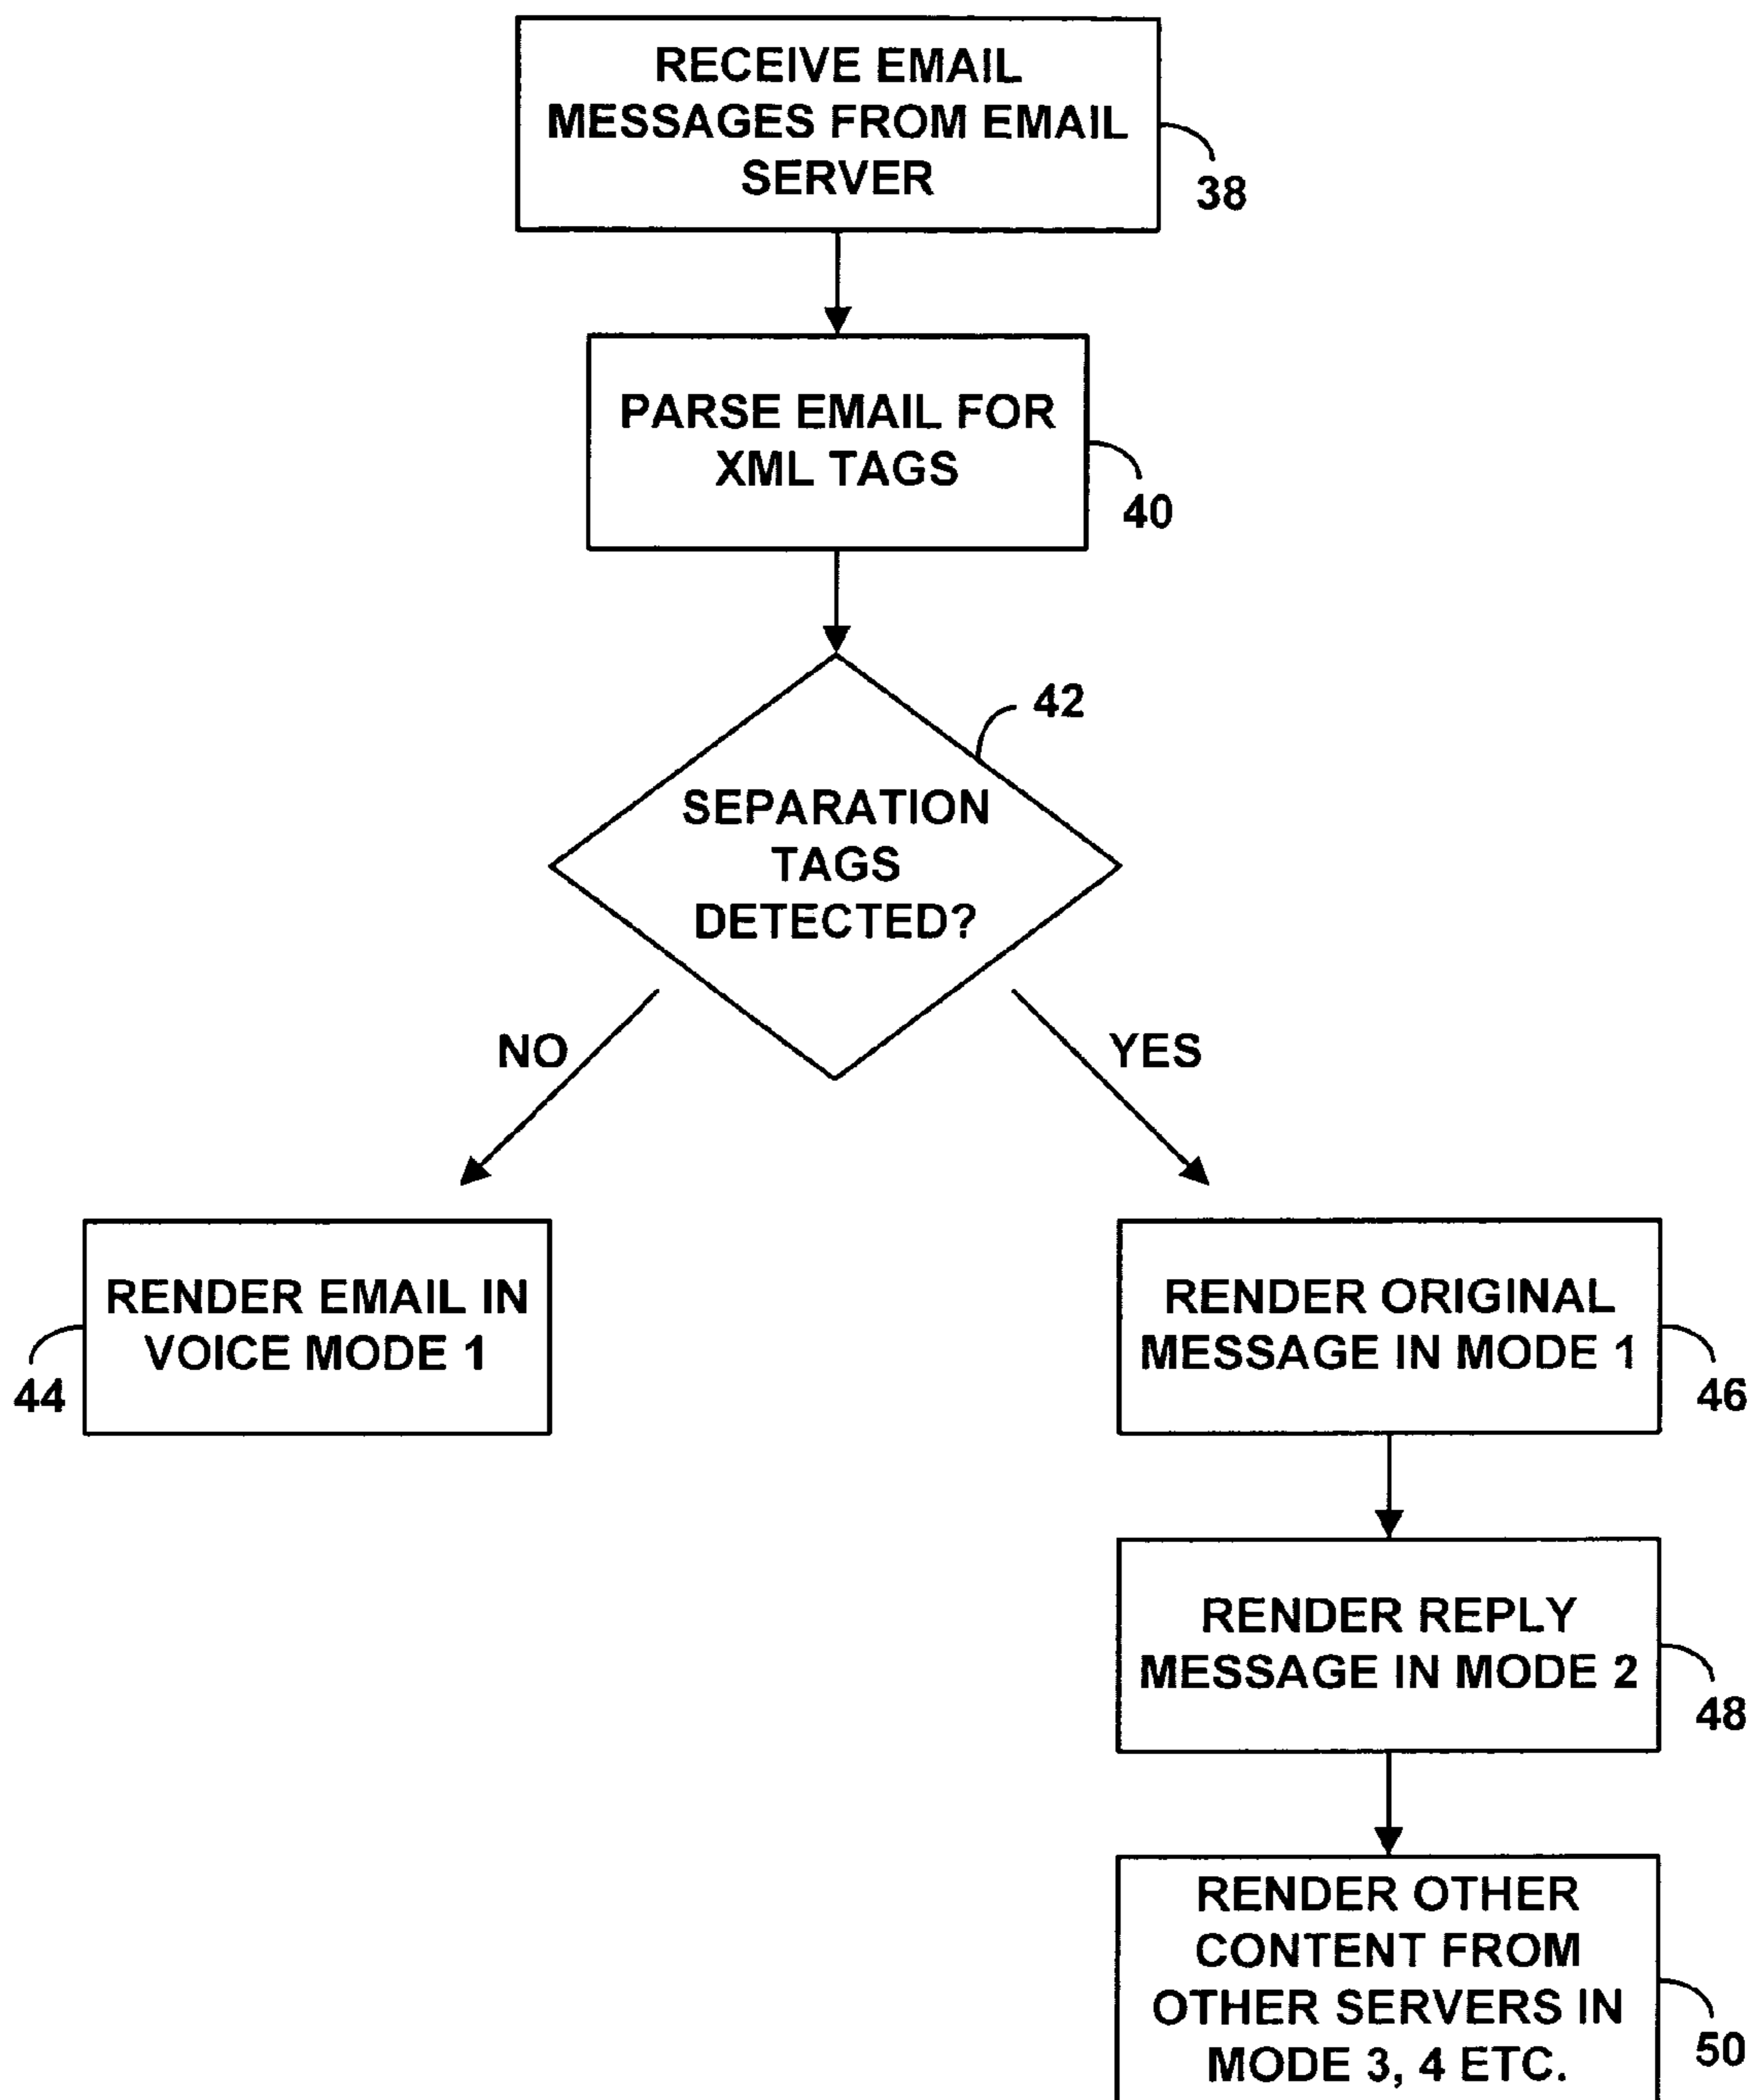 RECEIVE EMAIL
MESSAGES FROM EMAIL
SERVER
38
PARSE EMAIL FOR
XML TAGS
40
42
SEPARATION
TAGS
DETECTED?
NO
YES
RENDER EMAIL IN
VOICE MODE 1
44
RENDER ORIGINAL
MESSAGE IN MODE 1
46
RENDER REPLY
MESSAGE IN MODE 2
48
RENDER OTHER
CONTENT FROM
OTHER SERVERS IN
MODE 3, 4 ETC.
50